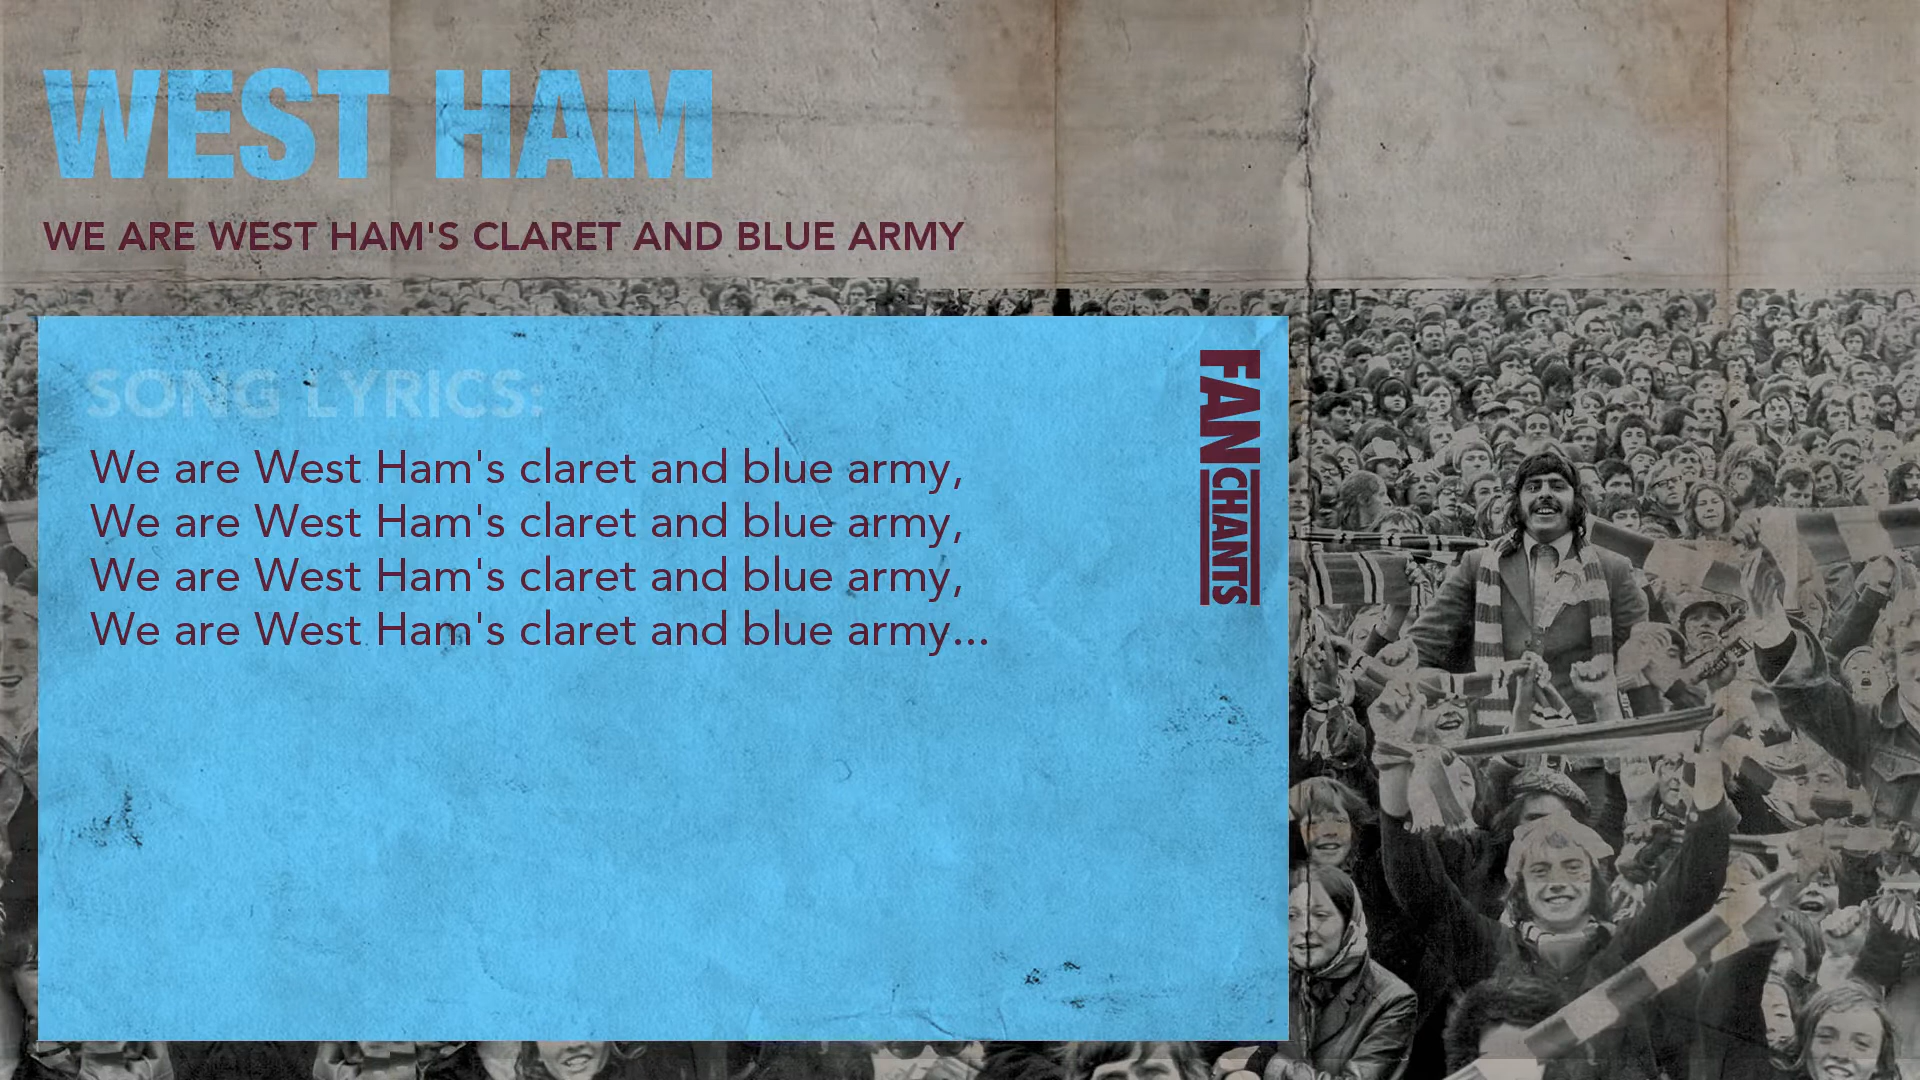 WEST HAM
WE ARE WEST HAM'S CLARET AND BLUE ARMY
SONG LYRICS:
We are West Ham's claret and blue army,
We are West Ham's claret and blue army,
We are West Ham's claret and blue army,
We are West Ham's claret and blue army...
FANCHANTS